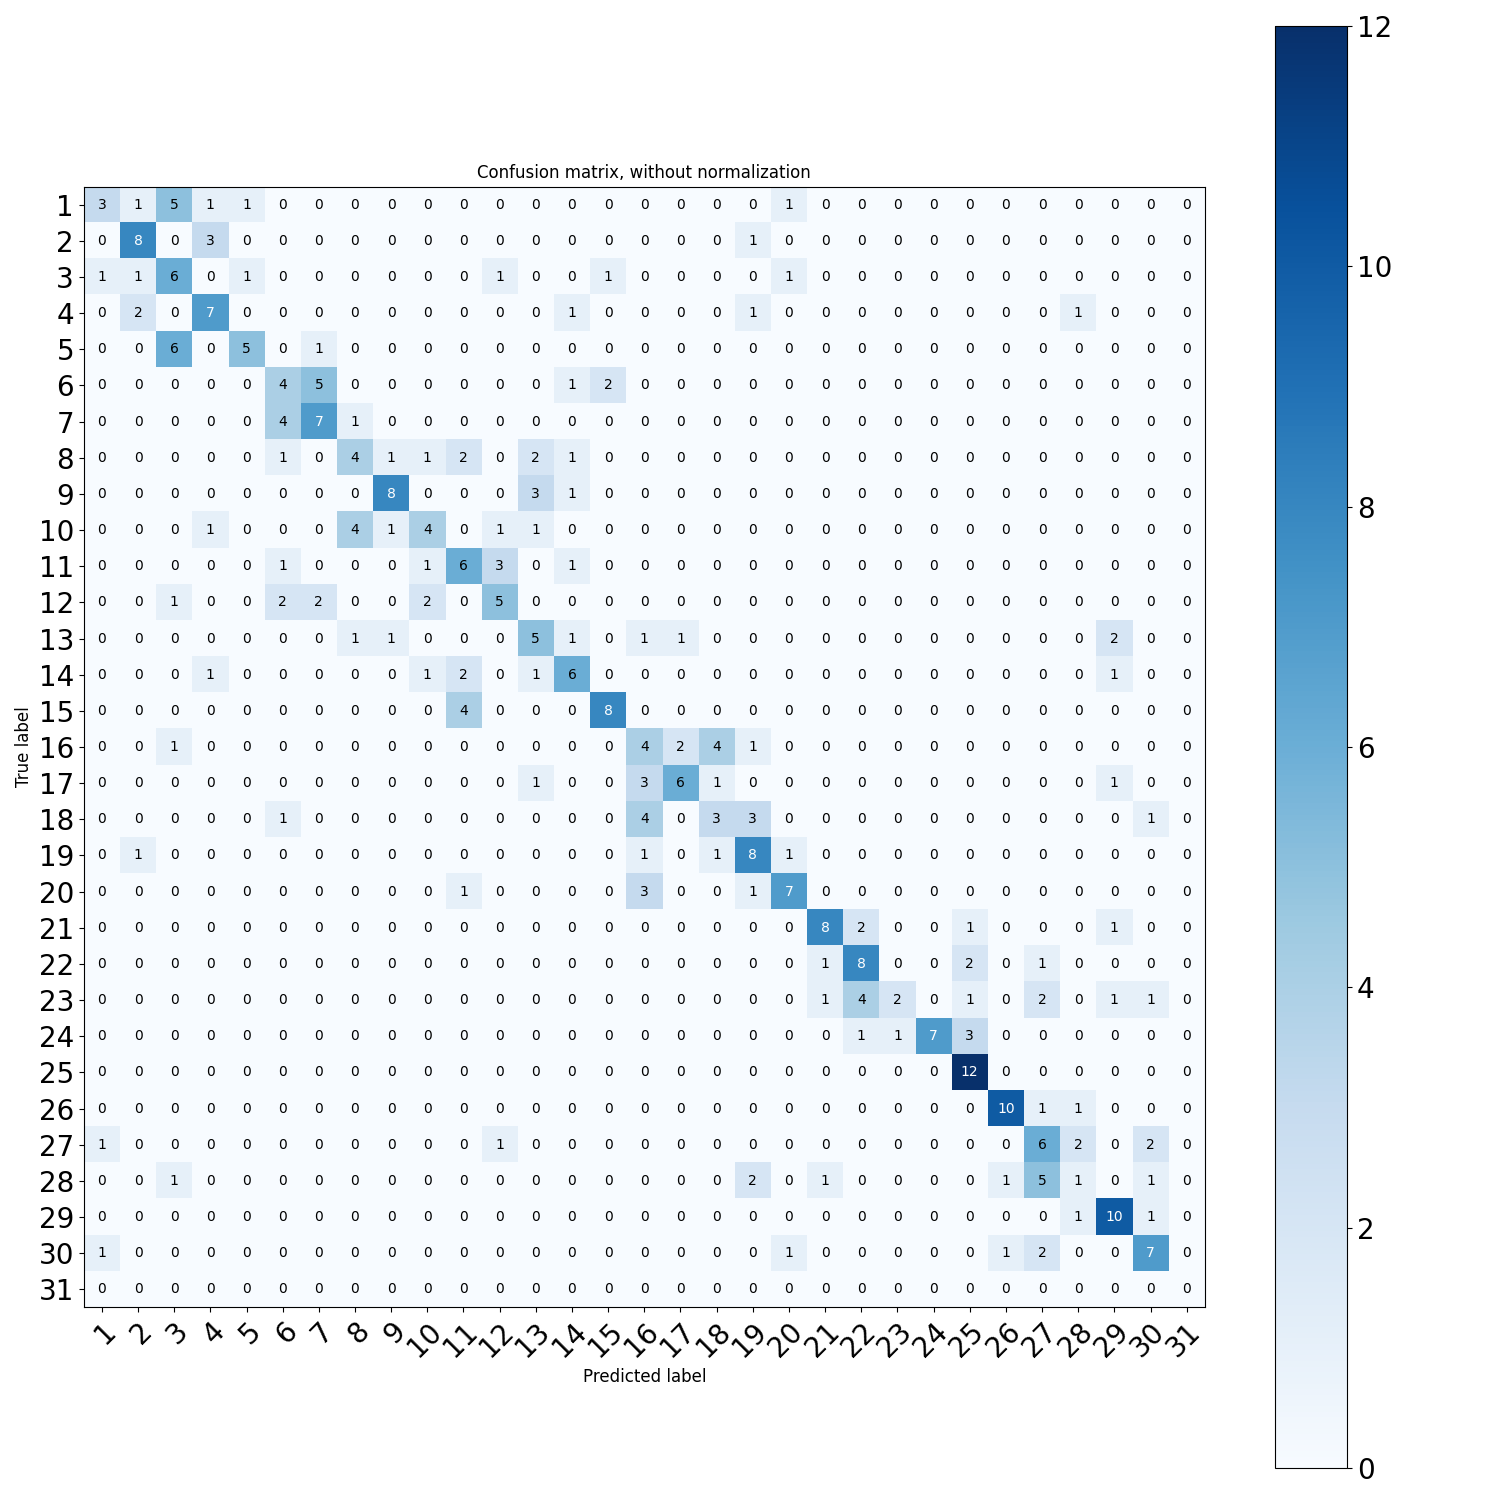 Confusion matrix, without normalization
1 3 1 5 1 1 0 0 0 0 0 0 0 0 0 0 0 0 0 0 1 0 0 0 0 0 0 0 0 0 0 0
2 0 8 0 3 0 0 0 0 0 0 0 0 0 0 0 0 0 0 1 0 0 0 0 0 0 0 0 0 0 0 0
3 1 1 6 0 1 0 0 0 0 0 0 1 0 0 1 0 0 0 0 1 0 0 0 0 0 0 0 0 0 0 0
4 0 2 0 7 0 0 0 0 0 0 0 0 0 1 0 0 0 0 1 0 0 0 0 0 0 0 0 1 0 0 0
5 0 0 6 0 5 0 1 0 0 0 0 0 0 0 0 0 0 0 0 0 0 0 0 0 0 0 0 0 0 0 0
6 0 0 0 0 0 4 5 0 0 0 0 0 0 1 2 0 0 0 0 0 0 0 0 0 0 0 0 0 0 0 0
7 0 0 0 0 0 4 7 1 0 0 0 0 0 0 0 0 0 0 0 0 0 0 0 0 0 0 0 0 0 0 0
8 0 0 0 0 0 1 0 4 1 1 2 0 2 1 0 0 0 0 0 0 0 0 0 0 0 0 0 0 0 0 0
9 0 0 0 0 0 0 0 0 8 0 0 0 3 1 0 0 0 0 0 0 0 0 0 0 0 0 0 0 0 0 0
10 0 0 0 1 0 0 0 4 1 4 0 1 1 0 0 0 0 0 0 0 0 0 0 0 0 0 0 0 0 0 0
11 0 0 0 0 0 1 0 0 0 1 6 3 0 1 0 0 0 0 0 0 0 0 0 0 0 0 0 0 0 0 0
12 0 0 1 0 0 2 2 0 0 2 0 5 0 0 0 0 0 0 0 0 0 0 0 0 0 0 0 0 0 0 0
13 0 0 0 0 0 0 0 1 1 0 0 0 5 1 0 1 1 0 0 0 0 0 0 0 0 0 0 0 2 0 0
14 0 0 0 1 0 0 0 0 0 1 2 0 1 6 0 0 0 0 0 0 0 0 0 0 0 0 0 0 1 0 0
15 0 0 0 0 0 0 0 0 0 0 4 0 0 0 8 0 0 0 0 0 0 0 0 0 0 0 0 0 0 0 0
16 0 0 1 0 0 0 0 0 0 0 0 0 0 0 0 4 2 4 1 0 0 0 0 0 0 0 0 0 0 0 0
17 0 0 0 0 0 0 0 0 0 0 0 0 1 0 0 3 6 1 0 0 0 0 0 0 0 0 0 0 1 0 0
18 0 0 0 0 0 1 0 0 0 0 0 0 0 0 0 4 0 3 3 0 0 0 0 0 0 0 0 0 0 1 0
19 0 1 0 0 0 0 0 0 0 0 0 0 0 0 0 1 0 1 8 1 0 0 0 0 0 0 0 0 0 0 0
20 0 0 0 0 0 0 0 0 0 0 1 0 0 0 0 3 0 0 1 7 0 0 0 0 0 0 0 0 0 0 0
21 0 0 0 0 0 0 0 0 0 0 0 0 0 0 0 0 0 0 0 0 8 2 0 0 1 0 0 0 1 0 0
22 0 0 0 0 0 0 0 0 0 0 0 0 0 0 0 0 0 0 0 0 1 8 0 0 2 0 1 0 0 0 0
23 0 0 0 0 0 0 0 0 0 0 0 0 0 0 0 0 0 0 0 0 1 4 2 0 1 0 2 0 1 1 0
24 0 0 0 0 0 0 0 0 0 0 0 0 0 0 0 0 0 0 0 0 0 1 1 7 3 0 0 0 0 0 0
25 0 0 0 0 0 0 0 0 0 0 0 0 0 0 0 0 0 0 0 0 0 0 0 0 12 0 0 0 0 0 0
26 0 0 0 0 0 0 0 0 0 0 0 0 0 0 0 0 0 0 0 0 0 0 0 0 0 10 1 1 0 0 0
27 1 0 0 0 0 0 0 0 0 0 0 1 0 0 0 0 0 0 0 0 0 0 0 0 0 0 6 2 0 2 0
28 0 0 1 0 0 0 0 0 0 0 0 0 0 0 0 0 0 0 2 0 1 0 0 0 0 1 5 1 0 1 0
29 0 0 0 0 0 0 0 0 0 0 0 0 0 0 0 0 0 0 0 0 0 0 0 0 0 0 0 1 10 1 0
30 1 0 0 0 0 0 0 0 0 0 0 0 0 0 0 0 0 0 0 1 0 0 0 0 0 1 2 0 0 7 0
31 0 0 0 0 0 0 0 0 0 0 0 0 0 0 0 0 0 0 0 0 0 0 0 0 0 0 0 0 0 0 0
True label
1 2 3 4 5 6 7 8 9 10 11 12 13 14 15 16 17 18 19 20 21 22 23 24 25 26 27 28 29 30 31
Predicted label
12
10
8
6
4
2
0